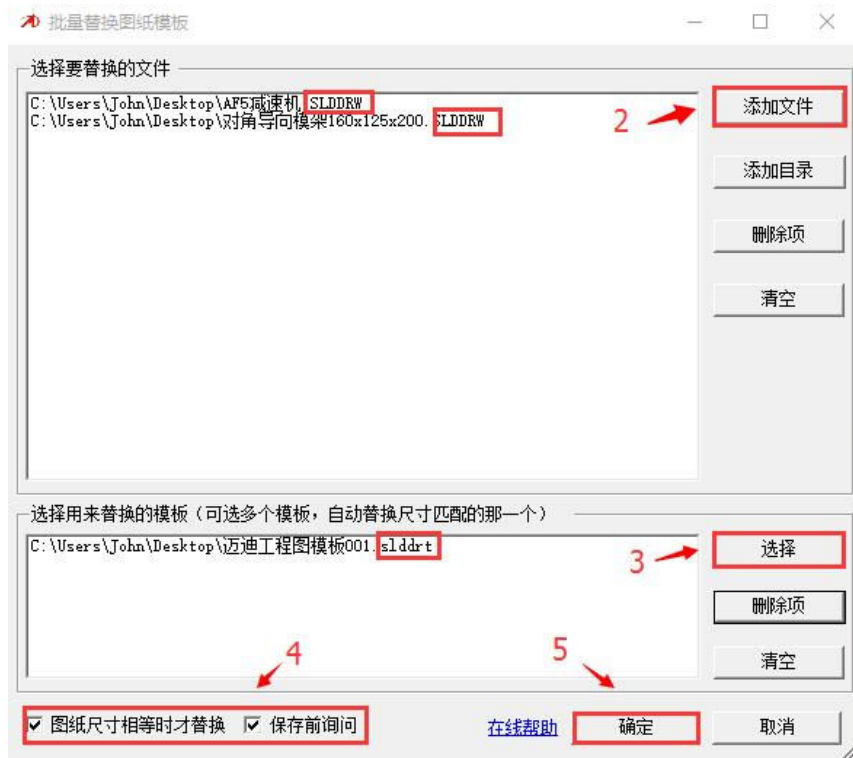 批量替换图纸模板
选择要替换的文件
C:\Users\John\Desktop\AF5减速机.SLDDRW
C:\Users\John\Desktop\对角导向模架160x125x200.SLDDRW
2
添加文件
添加目录
删除项
清空
选择用来替换的模板（可选多个模板，自动替换尺寸匹配的那一个）
C:\Users\John\Desktop\迈迪工程图模板001.slddrt
3
选择
删除项
清空
4
5
图纸尺寸相等时才替换 保存前询问 在线帮助 确定 取消